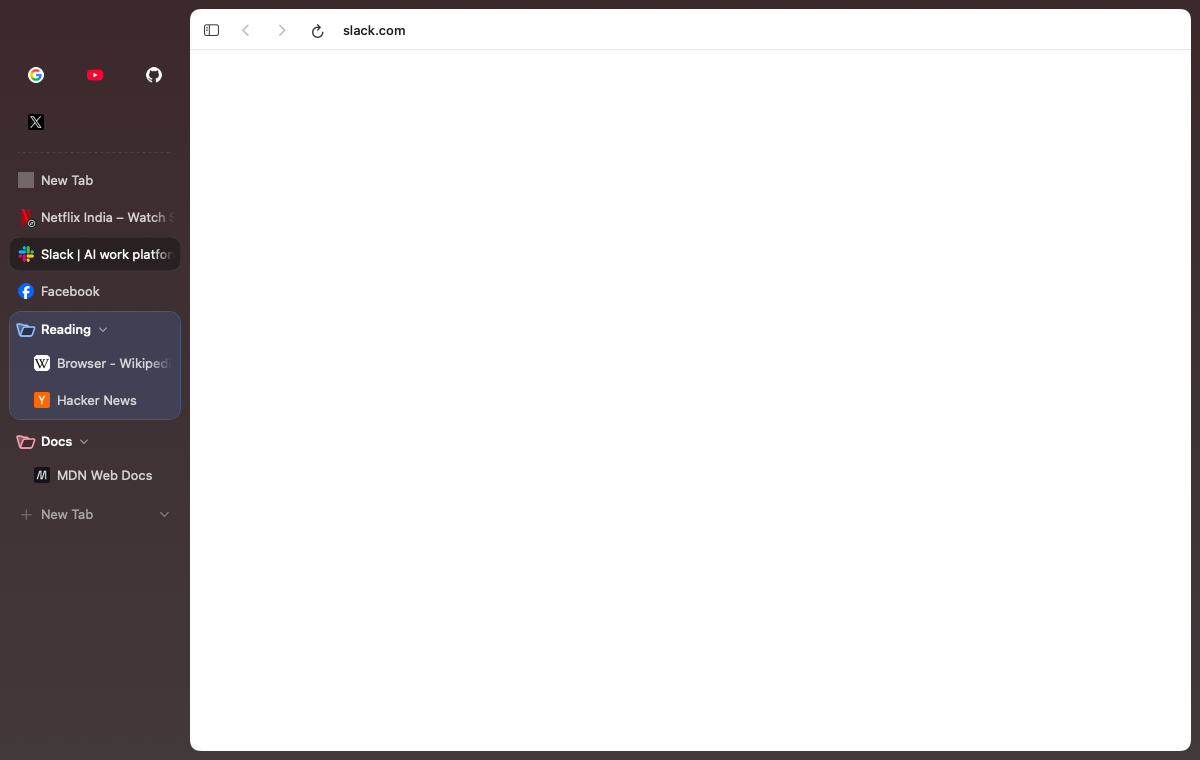 slack.com
New Tab
Netflix India – Watch
Slack | AI work platfor
Facebook
Reading
Browser - Wikiped
Hacker News
Docs
MDN Web Docs
New Tab